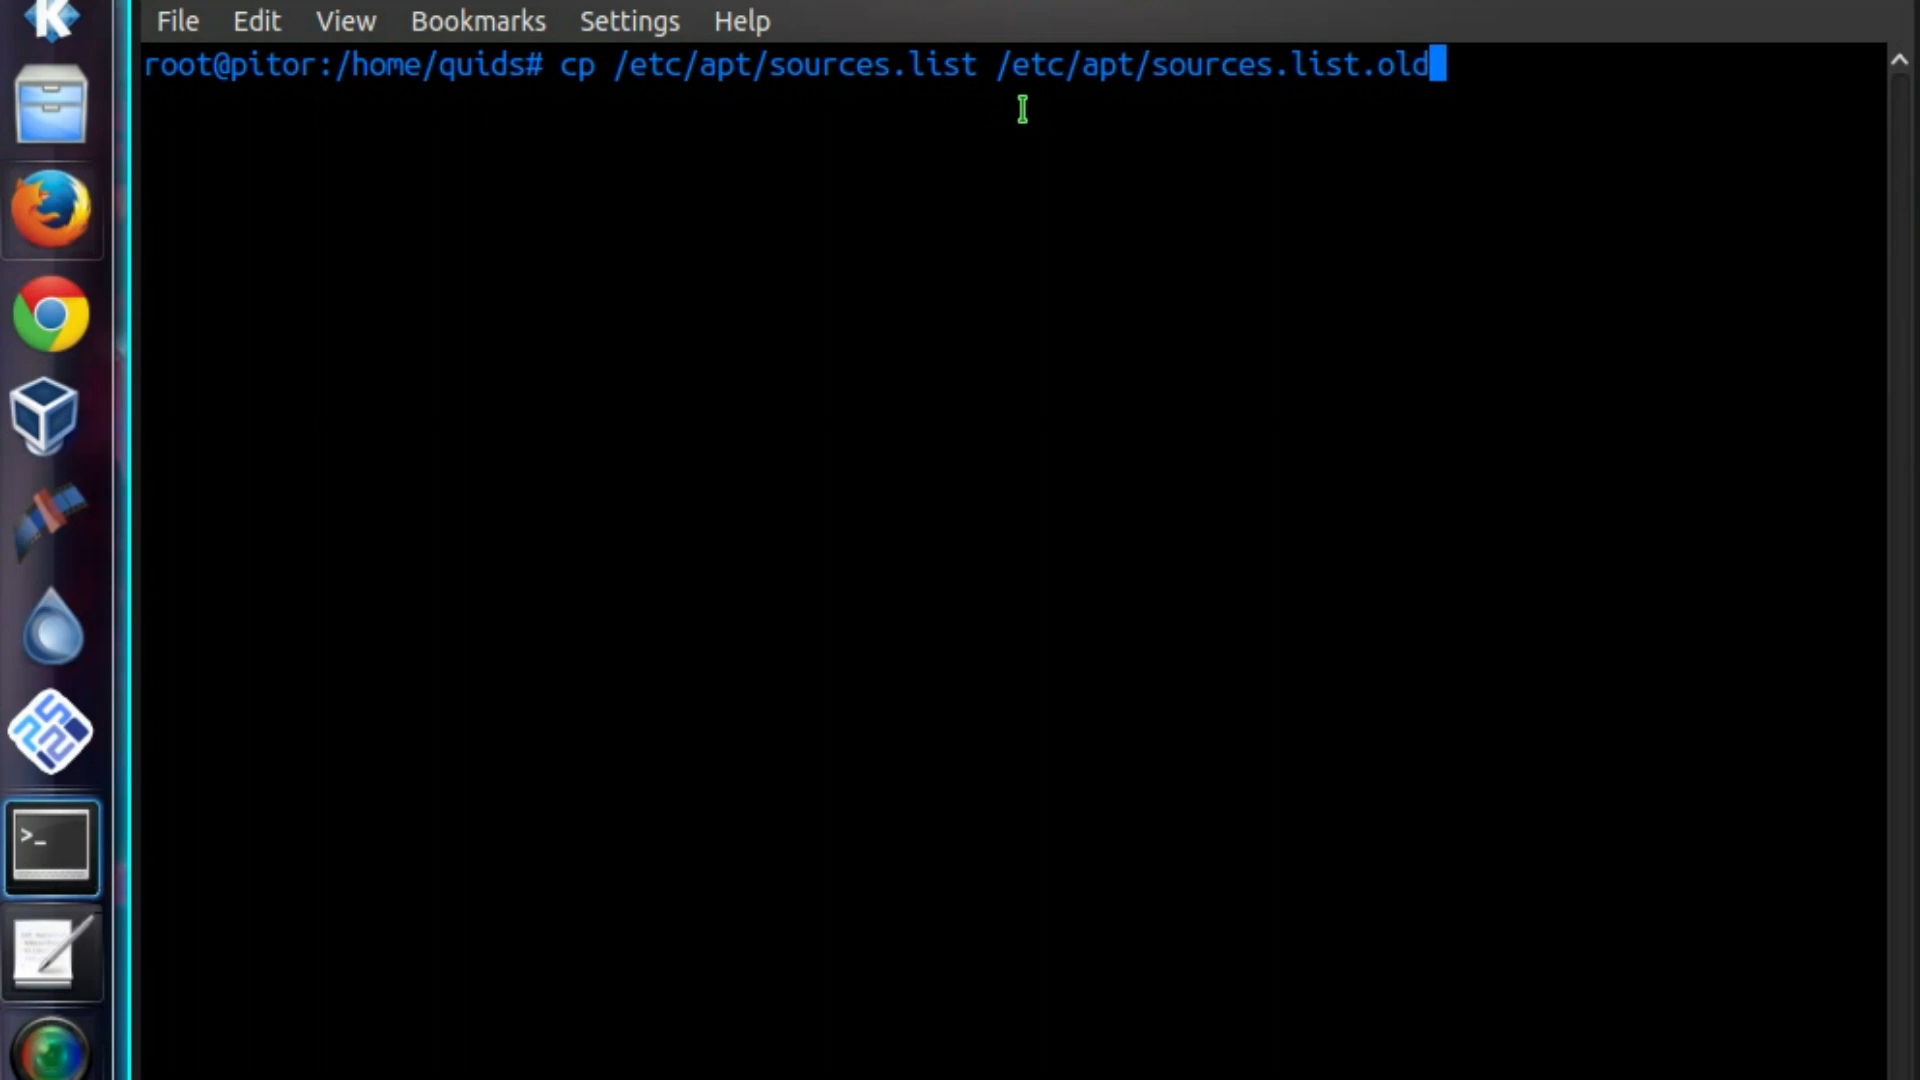 File Edit View Bookmarks Settings Help
root@pitor:/home/quids# cp /etc/apt/sources.list /etc/apt/sources.list.old
>_